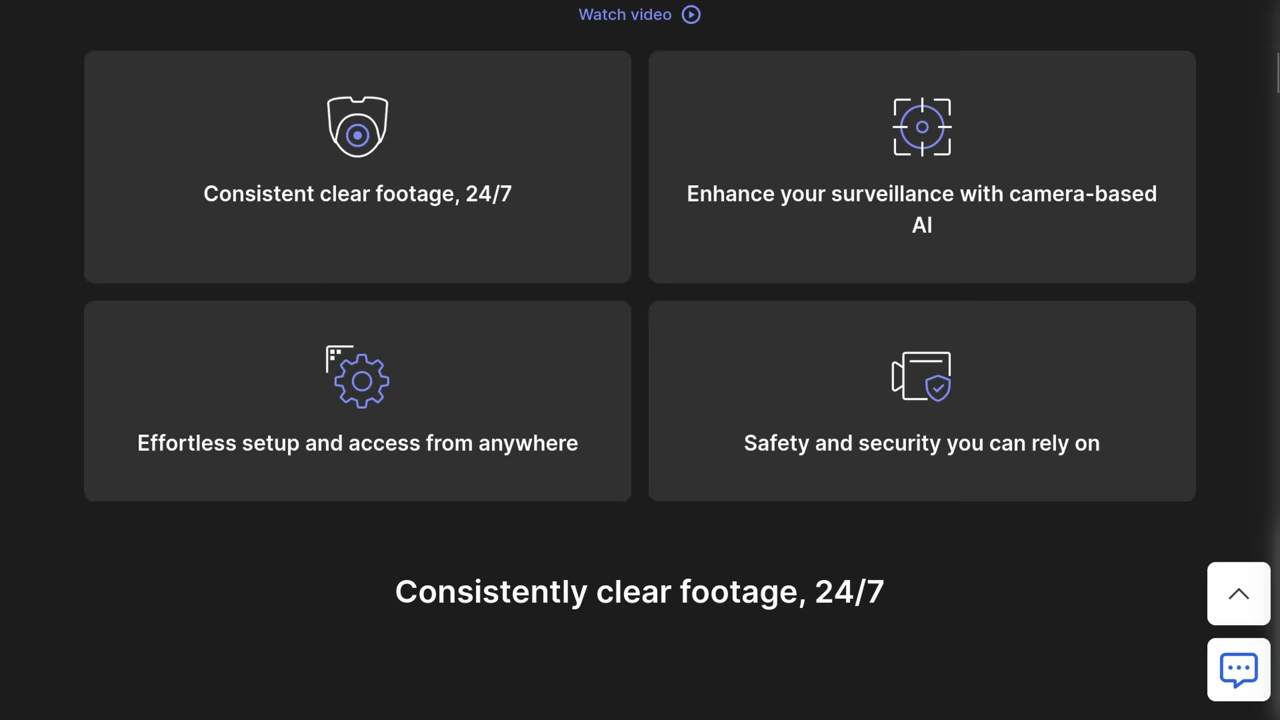 Watch video
Consistent clear footage, 24/7
Enhance your surveillance with camera-based
AI
Effortless setup and access from anywhere
Safety and security you can rely on
Consistently clear footage, 24/7